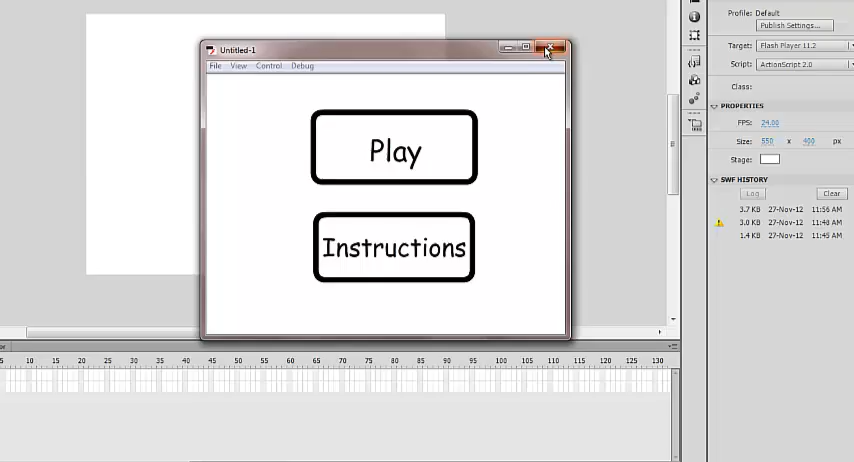 Untitled-1
File View Control Debug
Play
Instructions
Profile: Default
Publish Settings...
Target: Flash Player 11.2
Script: ActionScript 2.0
Class:
PROPERTIES
FPS: 24.00
Size: 550 x 400 px
Stage:
SWF HISTORY
Log Clear
3.7 KB 27-Nov-12 11:56 AM
3.0 KB 27-Nov-12 11:48 AM
1.4 KB 27-Nov-12 11:45 AM
5 10 15 20 25 30 35 40 45 50 55 60 65 70 75 80 85 90 95 100 105 110 115 120 125 130